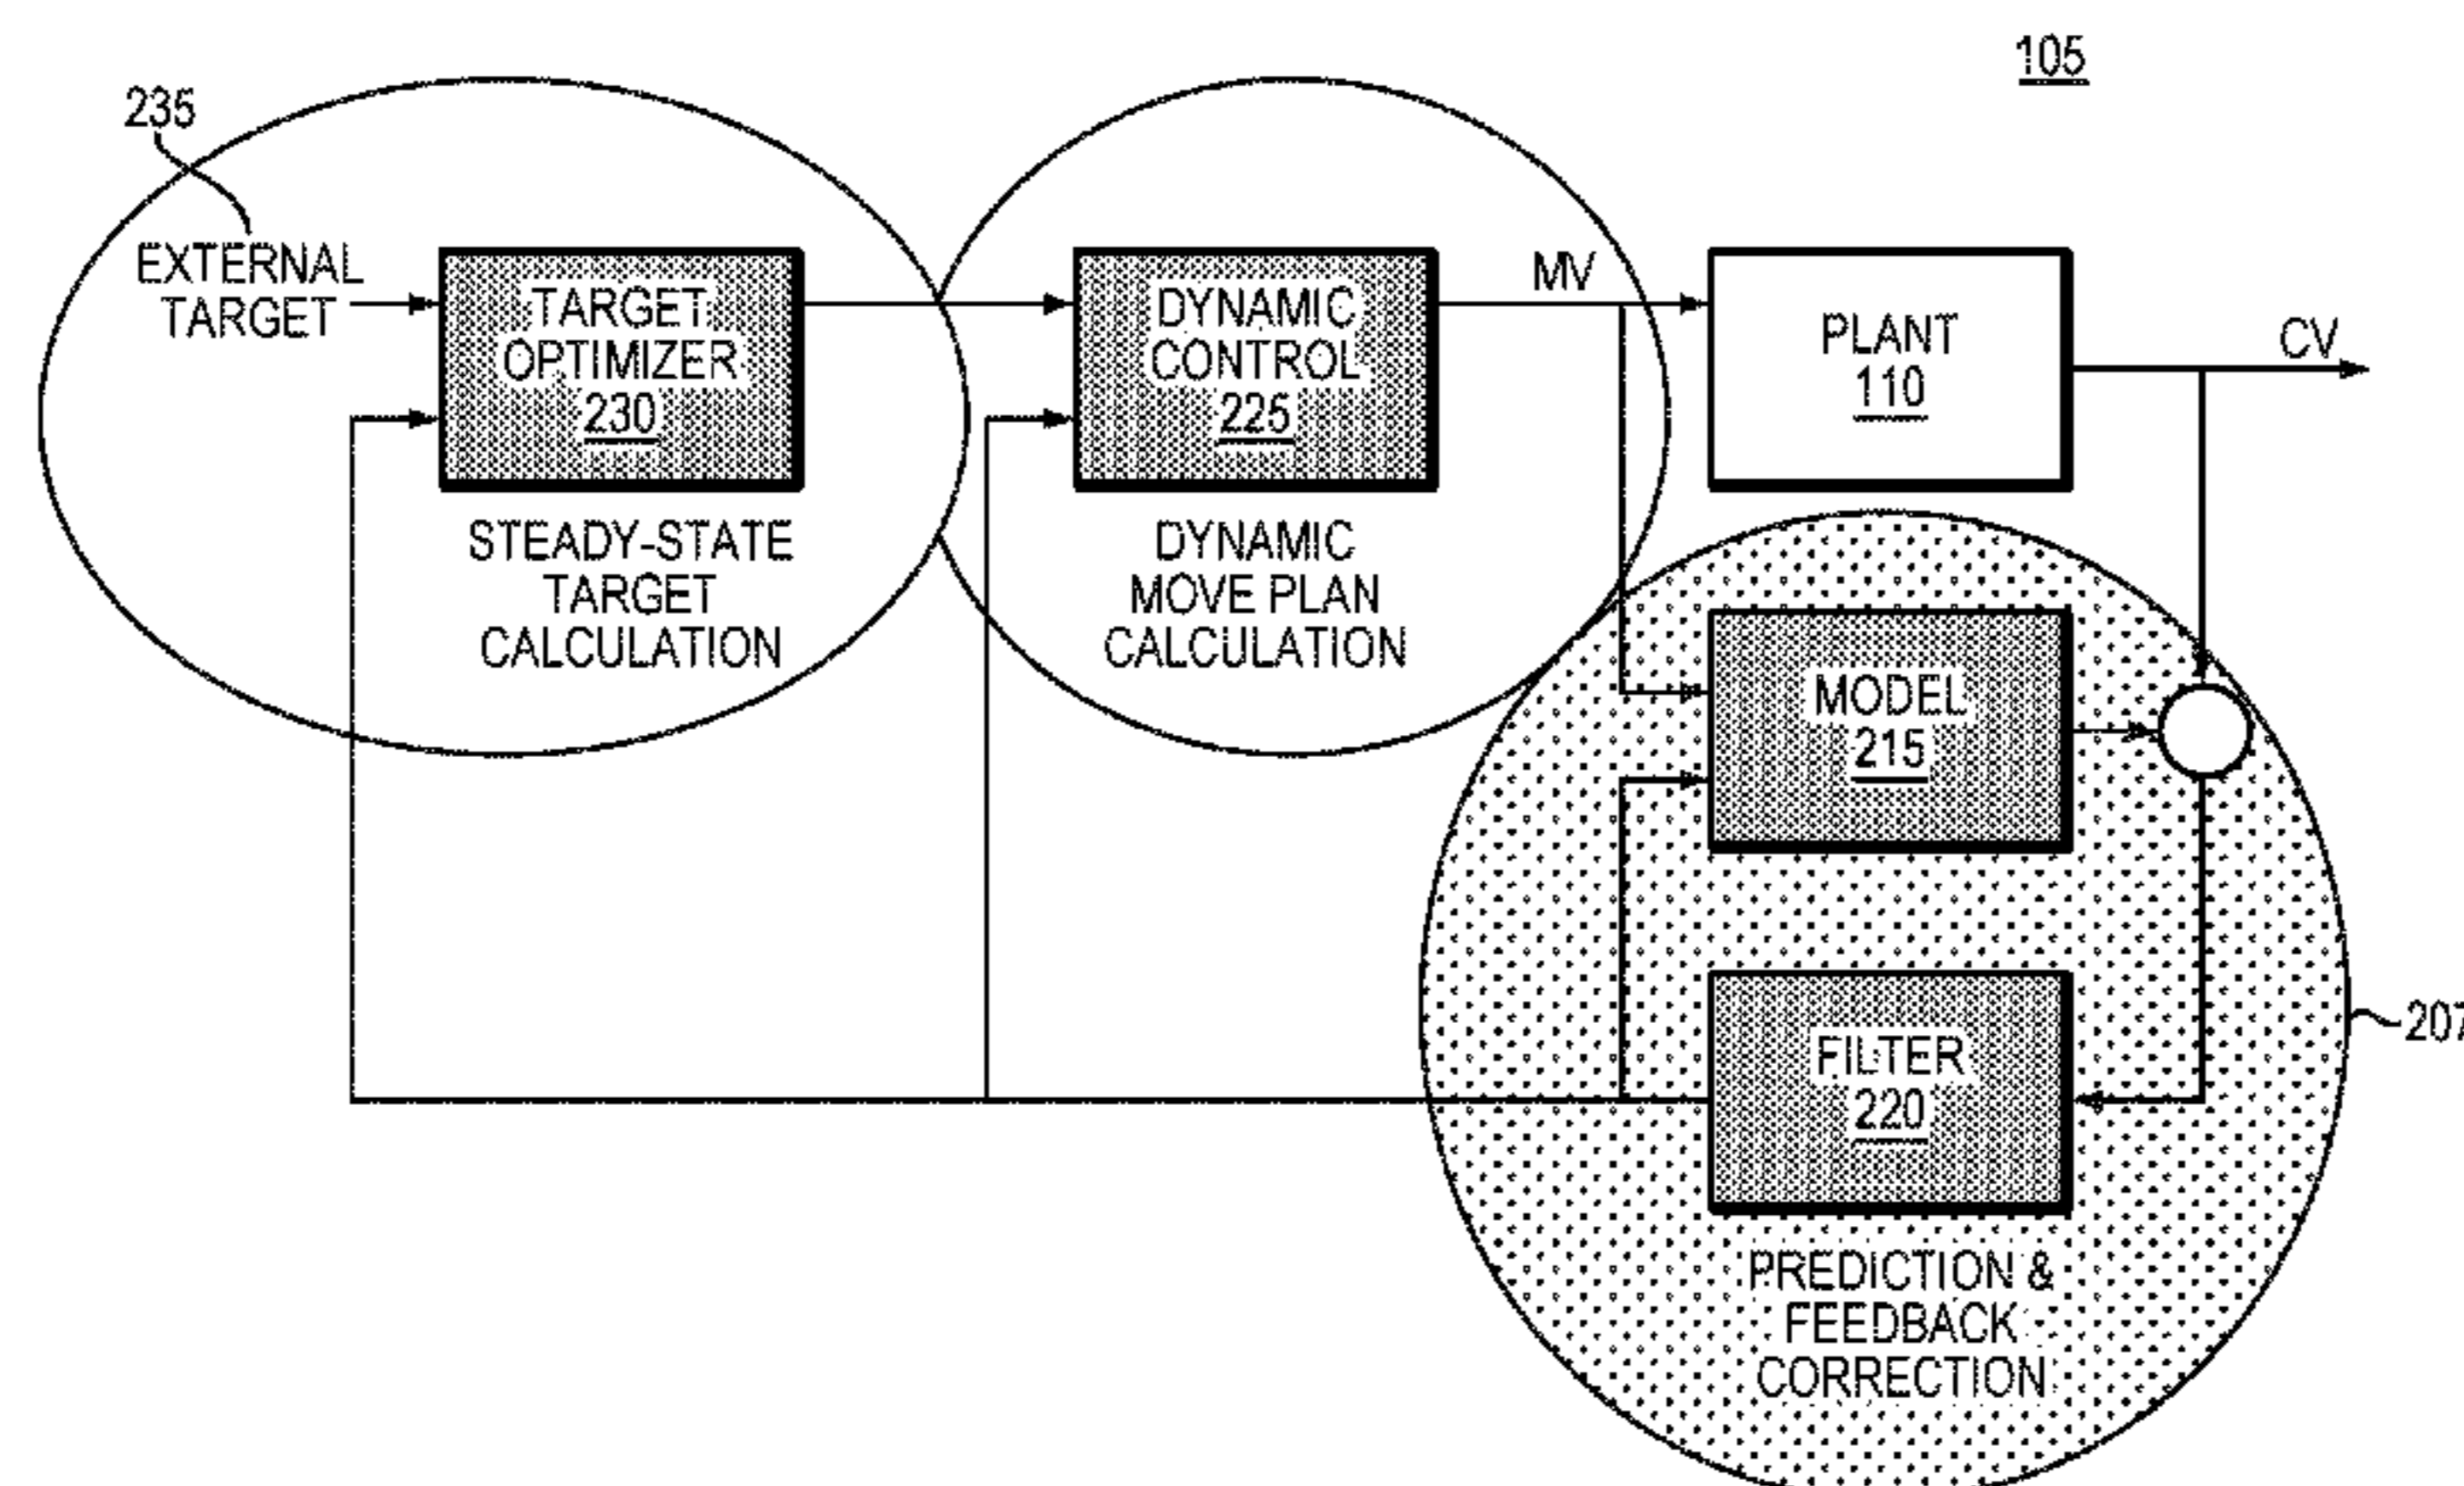 105
235
EXTERNAL
TARGET
TARGET
OPTIMIZER
230
STEADY-STATE
TARGET
CALCULATION
DYNAMIC
CONTROL
225
DYNAMIC
MOVE PLAN
CALCULATION
MV
PLANT
110
CV
MODEL
215
FILTER
220
PREDICTION &
FEEDBACK
CORRECTION
207